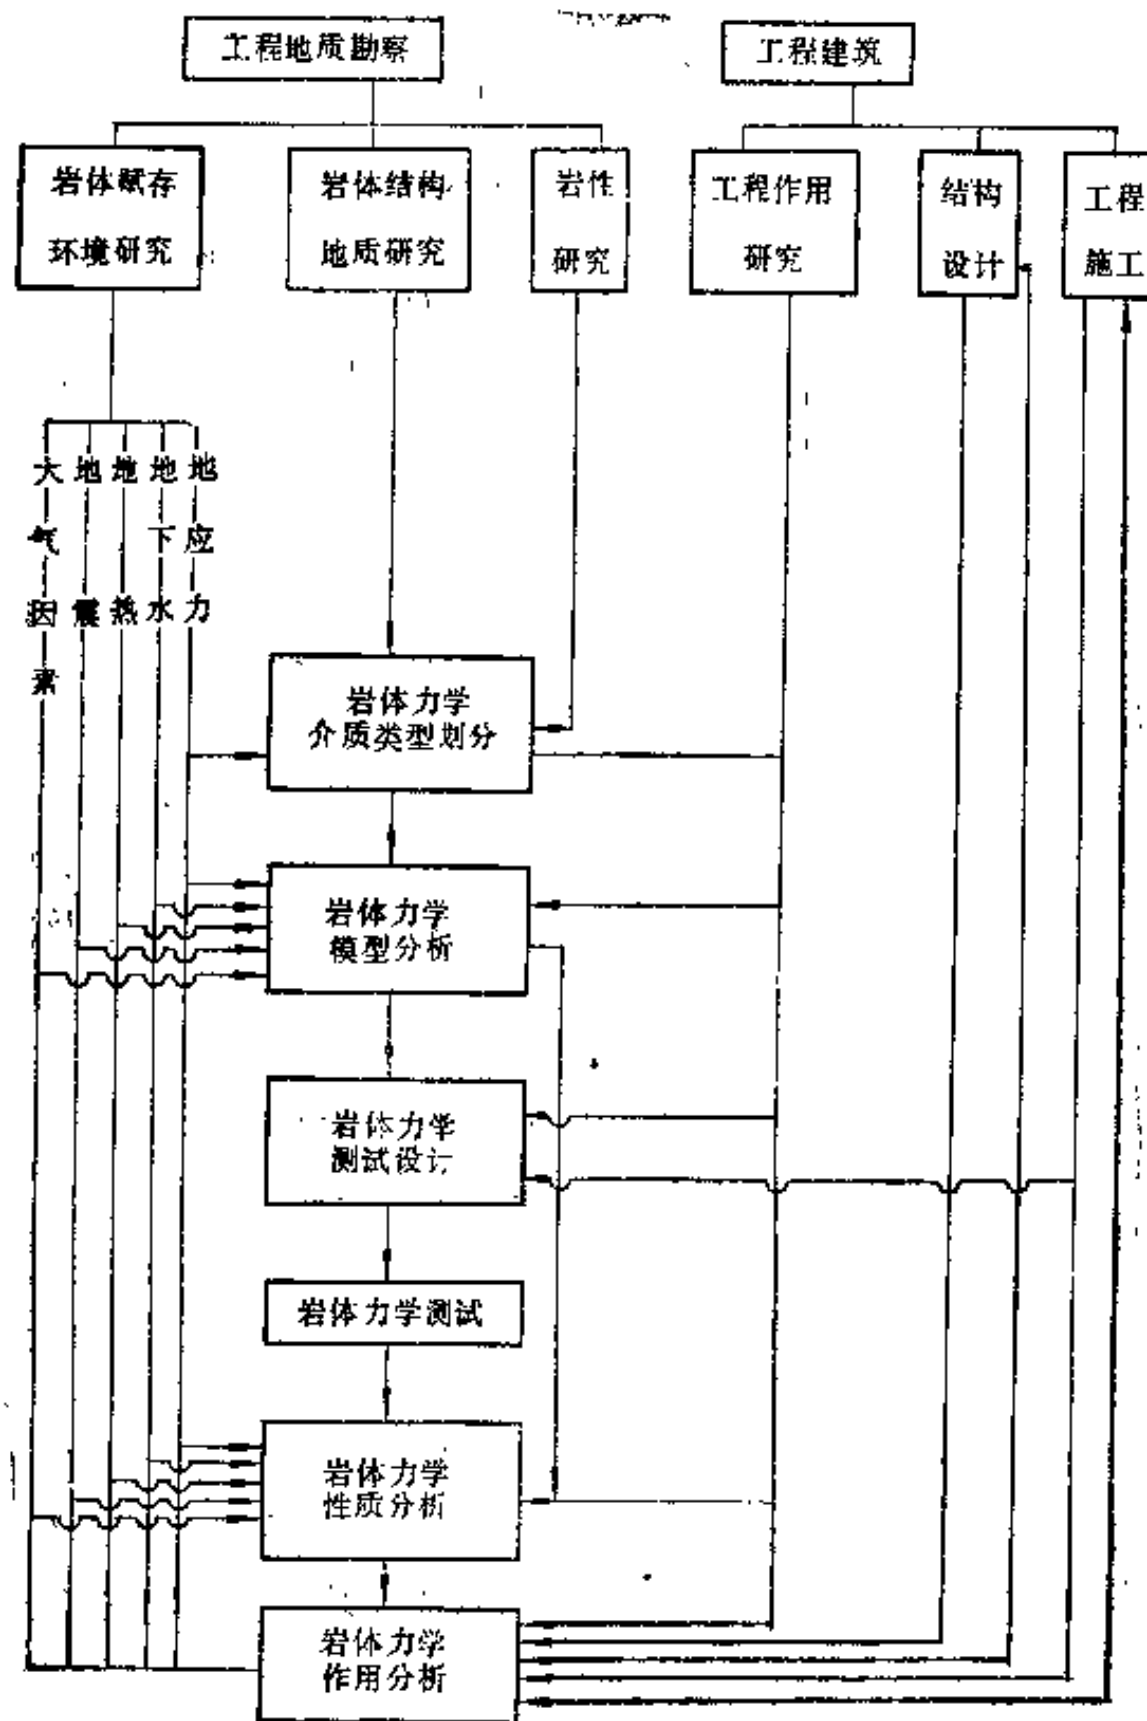 工程地质勘察
工程建筑
岩体赋存
环境研究
岩体结构
地质研究
岩性
研究
工程作用
研究
结构
设计
工程
施工
大气因素
地震
地热
地下水
地应力
岩体力学
介质类型划分
岩体力学
模型分析
岩体力学
测试设计
岩体力学测试
岩体力学
性质分析
岩体力学
作用分析